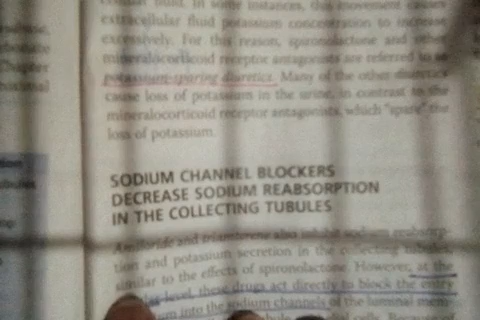 In some instances, this movement causes
extracellular fluid potassium concentration to increase
excessively. For this reason, spironolactone and other
mineralocorticoid receptor antagonists are referred to as
potassium-sparing diuretics. Many of the other diuretics
cause loss of potassium in the urine, in contrast to the
mineralocorticoid receptor antagonists, which "spare" the
loss of potassium.
SODIUM CHANNEL BLOCKERS
DECREASE SODIUM REABSORPTION
IN THE COLLECTING TUBULES
Amiloride and triamterene also inhibit sodium reabsorp-
tion and potassium secretion in the collecting tubules,
similar to the effects of spironolactone. However, at the
level, these drugs act directly to block the entry
into the sodium channels of the luminal mem-
cells. Because of